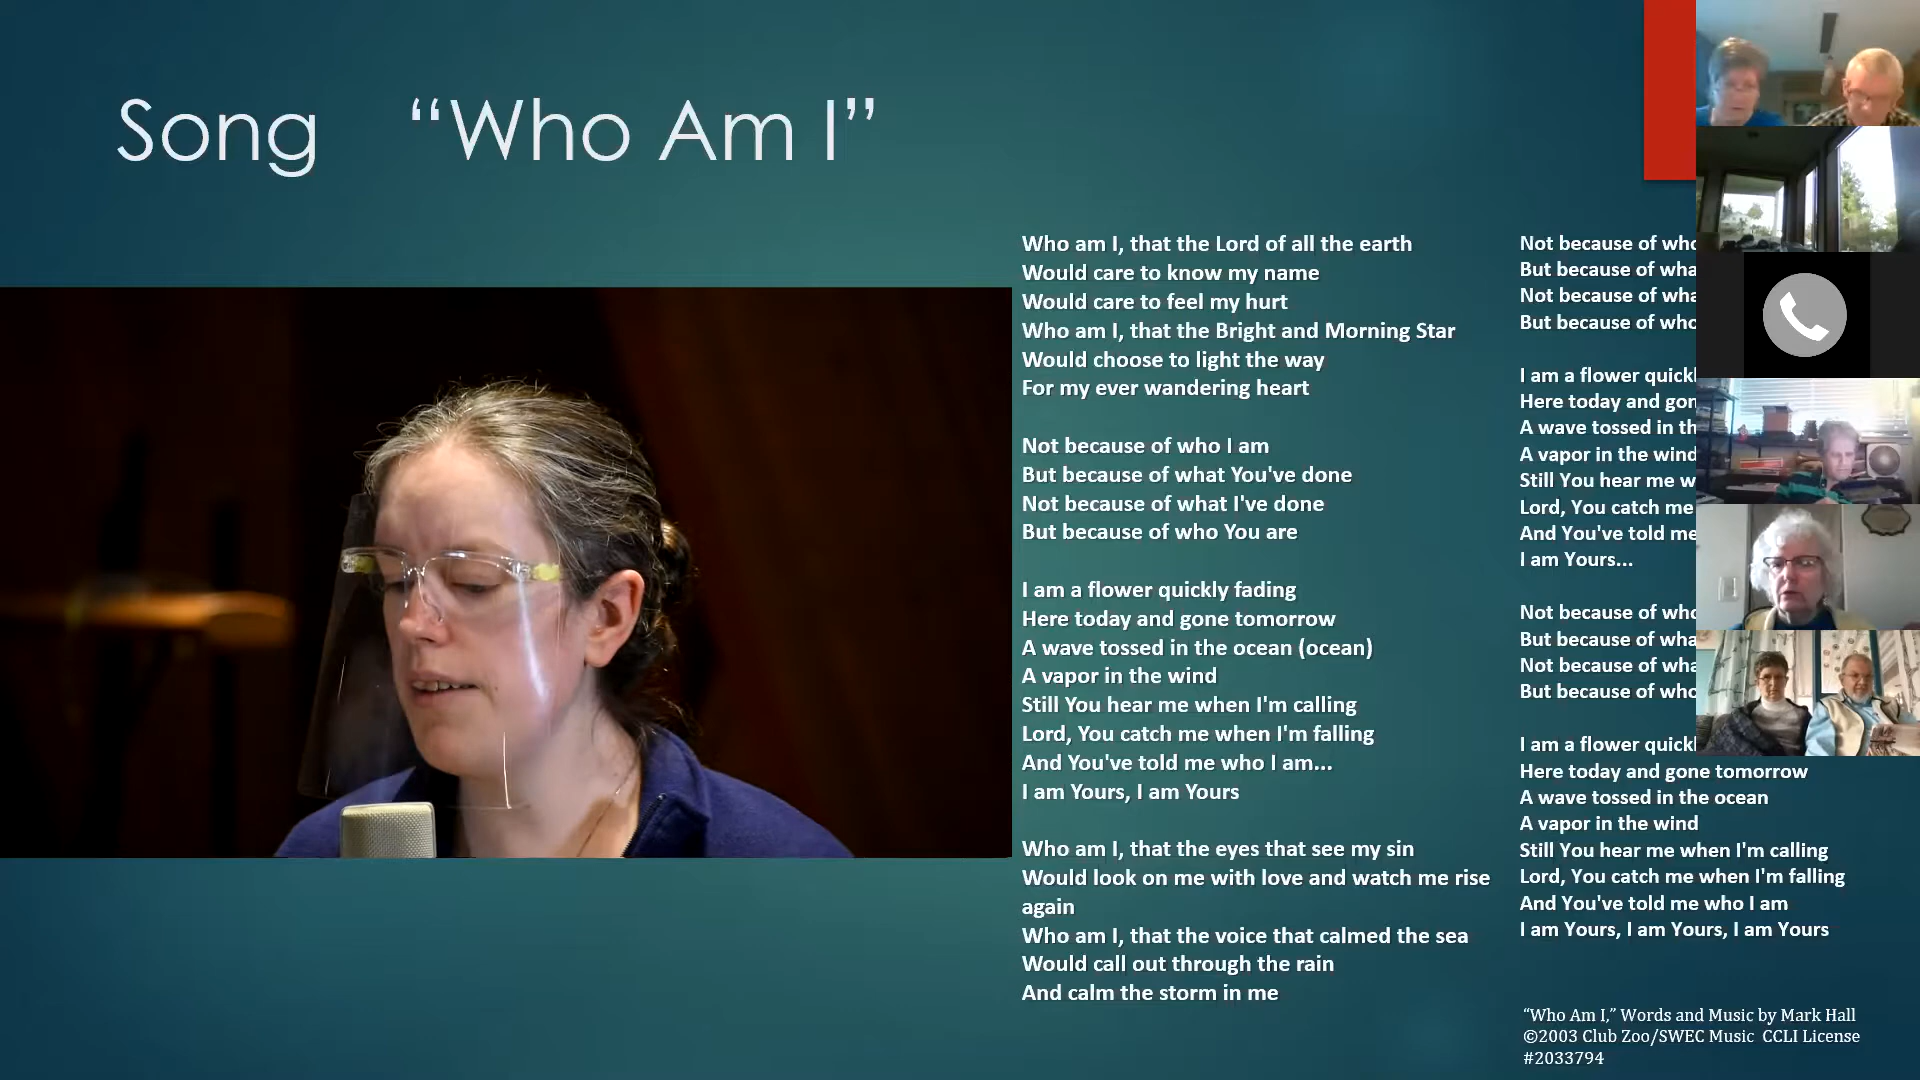 Song “Who Am I”
Who am I, that the Lord of all the earth
Would care to know my name
Would care to feel my hurt
Who am I, that the Bright and Morning Star
Would choose to light the way
For my ever wandering heart
Not because of who I am
But because of what You've done
Not because of what I've done
But because of who You are
I am a flower quickly fading
Here today and gone tomorrow
A wave tossed in the ocean (ocean)
A vapor in the wind
Still You hear me when I'm calling
Lord, You catch me when I'm falling
And You've told me who I am...
I am Yours, I am Yours
Who am I, that the eyes that see my sin
Would look on me with love and watch me rise
again
Who am I, that the voice that calmed the sea
Would call out through the rain
And calm the storm in me
Not because of who
But because of wha
Not because of wha
But because of who
I am a flower quickl
Here today and gon
A wave tossed in th
A vapor in the wind
Still You hear me w
Lord, You catch me
And You've told me
I am Yours...
Not because of who
But because of wha
Not because of wha
But because of who
I am a flower quickl
Here today and gone tomorrow
A wave tossed in the ocean
A vapor in the wind
Still You hear me when I'm calling
Lord, You catch me when I'm falling
And You've told me who I am
I am Yours, I am Yours, I am Yours
“Who Am I,” Words and Music by Mark Hall
©2003 Club Zoo/SWEC Music CCLI License
#2033794